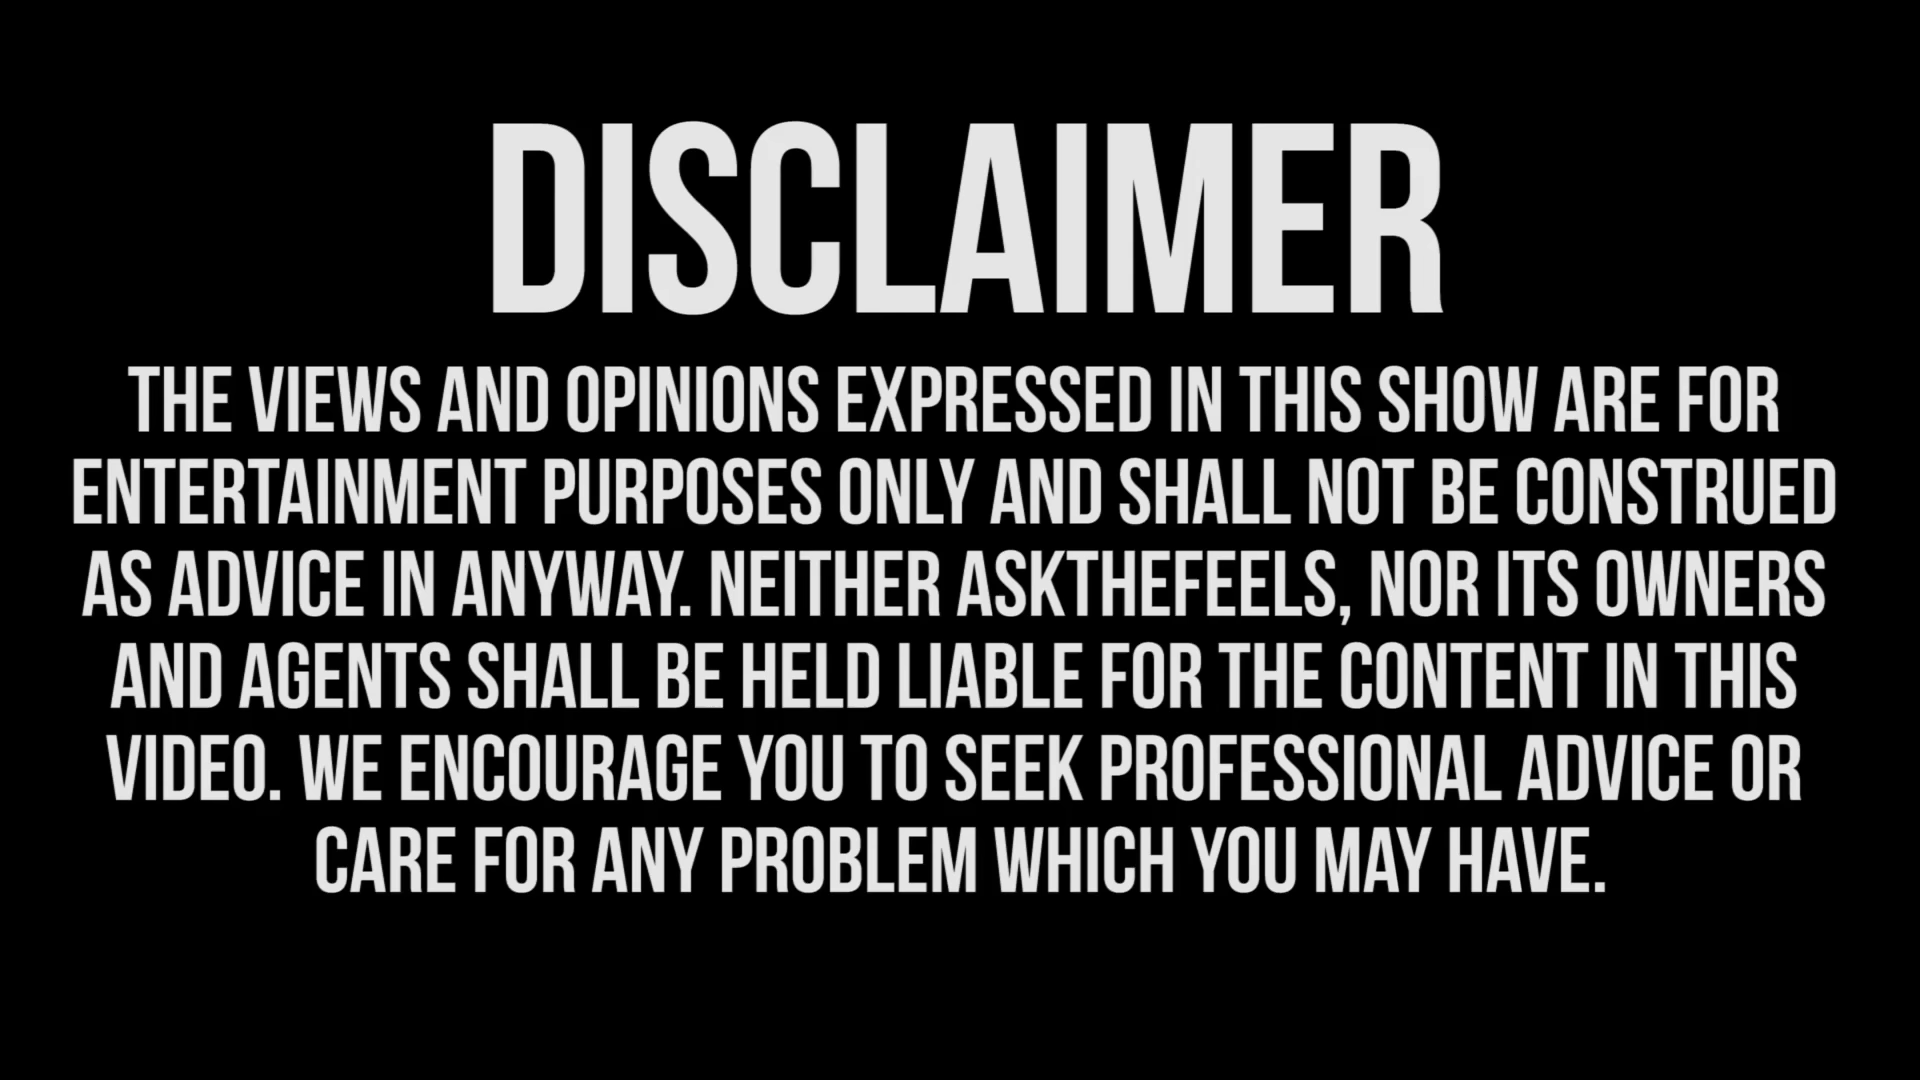 DISCLAIMER
THE VIEWS AND OPINIONS EXPRESSED IN THIS SHOW ARE FOR
ENTERTAINMENT PURPOSES ONLY AND SHALL NOT BE CONSTRUED
AS ADVICE IN ANYWAY. NEITHER ASKTHEFEELS, NOR ITS OWNERS
AND AGENTS SHALL BE HELD LIABLE FOR THE CONTENT IN THIS
VIDEO. WE ENCOURAGE YOU TO SEEK PROFESSIONAL ADVICE OR
CARE FOR ANY PROBLEM WHICH YOU MAY HAVE.